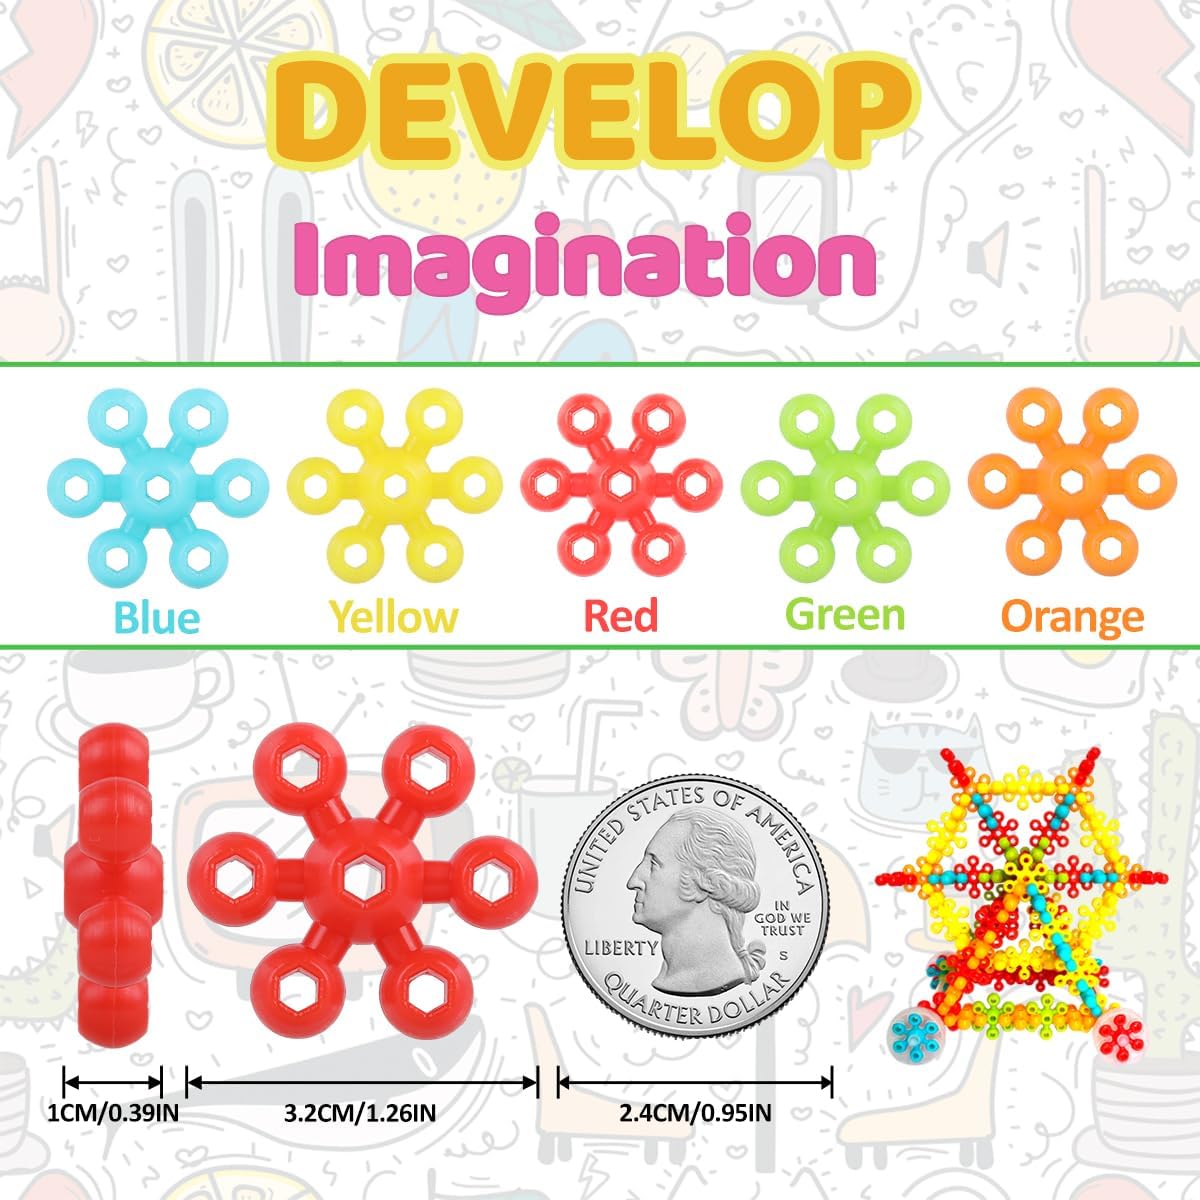 DEVELOP
Imagination
Blue
Yellow
Red
Green
Orange
UNITED STATES OF AMERICA
IN
GOD WE
TRUST
LIBERTY
S
QUARTER DOLLAR
1CM/0.39IN
3.2CM/1.26IN
2.4CM/0.95IN